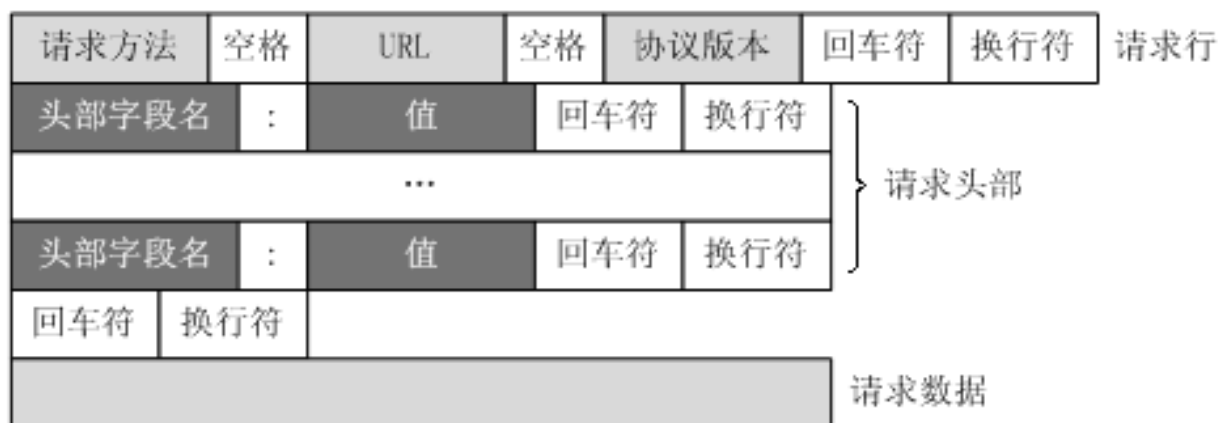 请求方法 空格 URL 空格 协议版本 回车符 换行符 请求行
头部字段名 : 值 回车符 换行符
… 请求头部
头部字段名 : 值 回车符 换行符
回车符 换行符
请求数据